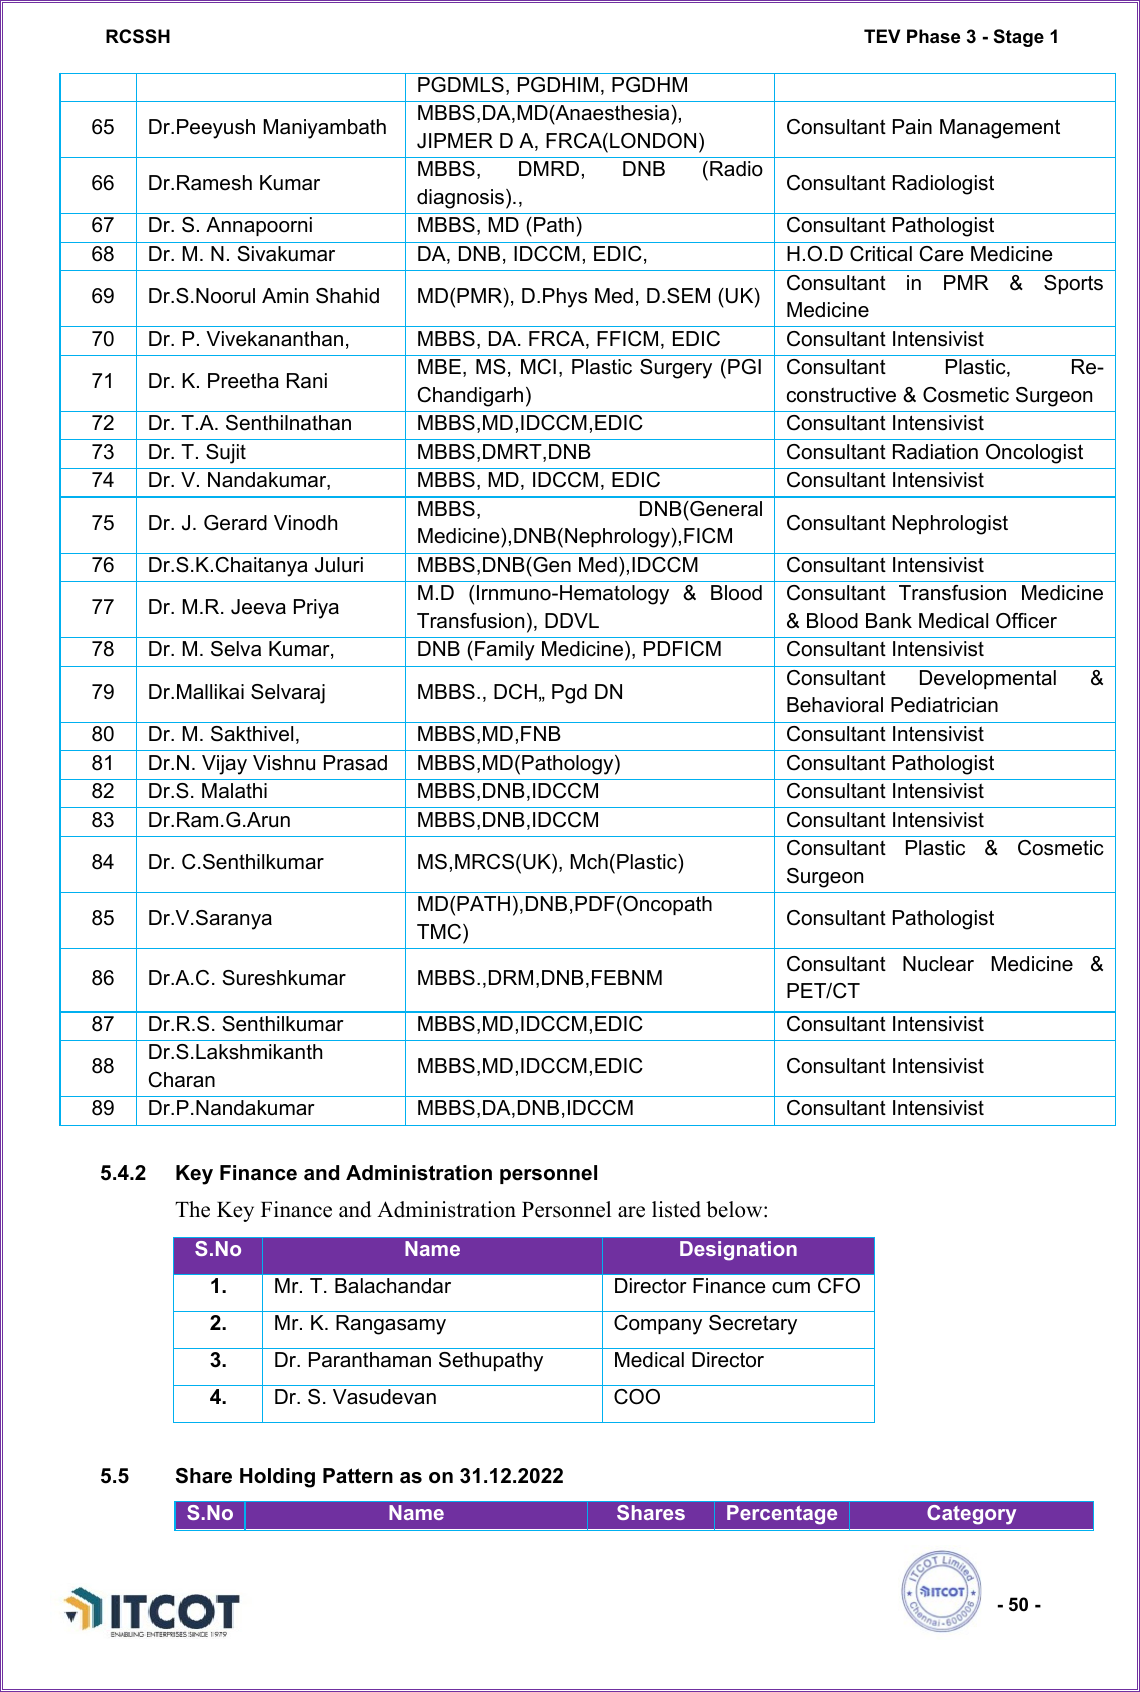 RCSSH TEV Phase 3 - Stage 1
PGDMLS, PGDHIM, PGDHM
65 Dr.Peeyush Maniyambath MBBS,DA,MD(Anaesthesia), JIPMER D A, FRCA(LONDON) Consultant Pain Management
66 Dr.Ramesh Kumar MBBS, DMRD, DNB (Radio diagnosis)., Consultant Radiologist
67 Dr. S. Annapoorni MBBS, MD (Path) Consultant Pathologist
68 Dr. M. N. Sivakumar DA, DNB, IDCCM, EDIC, H.O.D Critical Care Medicine
69 Dr.S.Noorul Amin Shahid MD(PMR), D.Phys Med, D.SEM (UK) Consultant in PMR & Sports Medicine
70 Dr. P. Vivekananthan, MBBS, DA. FRCA, FFICM, EDIC Consultant Intensivist
71 Dr. K. Preetha Rani MBE, MS, MCI, Plastic Surgery (PGI Chandigarh) Consultant Plastic, Re-constructive & Cosmetic Surgeon
72 Dr. T.A. Senthilnathan MBBS,MD,IDCCM,EDIC Consultant Intensivist
73 Dr. T. Sujit MBBS,DMRT,DNB Consultant Radiation Oncologist
74 Dr. V. Nandakumar, MBBS, MD, IDCCM, EDIC Consultant Intensivist
75 Dr. J. Gerard Vinodh MBBS, DNB(General Medicine),DNB(Nephrology),FICM Consultant Nephrologist
76 Dr.S.K.Chaitanya Juluri MBBS,DNB(Gen Med),IDCCM Consultant Intensivist
77 Dr. M.R. Jeeva Priya M.D (Irnmuno-Hematology & Blood Transfusion), DDVL Consultant Transfusion Medicine & Blood Bank Medical Officer
78 Dr. M. Selva Kumar, DNB (Family Medicine), PDFICM Consultant Intensivist
79 Dr.Mallikai Selvaraj MBBS., DCH„ Pgd DN Consultant Developmental & Behavioral Pediatrician
80 Dr. M. Sakthivel, MBBS,MD,FNB Consultant Intensivist
81 Dr.N. Vijay Vishnu Prasad MBBS,MD(Pathology) Consultant Pathologist
82 Dr.S. Malathi MBBS,DNB,IDCCM Consultant Intensivist
83 Dr.Ram.G.Arun MBBS,DNB,IDCCM Consultant Intensivist
84 Dr. C.Senthilkumar MS,MRCS(UK), Mch(Plastic) Consultant Plastic & Cosmetic Surgeon
85 Dr.V.Saranya MD(PATH),DNB,PDF(Oncopath TMC) Consultant Pathologist
86 Dr.A.C. Sureshkumar MBBS.,DRM,DNB,FEBNM Consultant Nuclear Medicine & PET/CT
87 Dr.R.S. Senthilkumar MBBS,MD,IDCCM,EDIC Consultant Intensivist
88 Dr.S.Lakshmikanth Charan MBBS,MD,IDCCM,EDIC Consultant Intensivist
89 Dr.P.Nandakumar MBBS,DA,DNB,IDCCM Consultant Intensivist
5.4.2 Key Finance and Administration personnel
The Key Finance and Administration Personnel are listed below:
S.No Name Designation
1. Mr. T. Balachandar Director Finance cum CFO
2. Mr. K. Rangasamy Company Secretary
3. Dr. Paranthaman Sethupathy Medical Director
4. Dr. S. Vasudevan COO
5.5 Share Holding Pattern as on 31.12.2022
S.No Name Shares Percentage Category
ITCOT
ENABLING ENTERPRISES SINCE 1979
ITCOT Limited
ITCOT
Chennai-600006
- 50 -